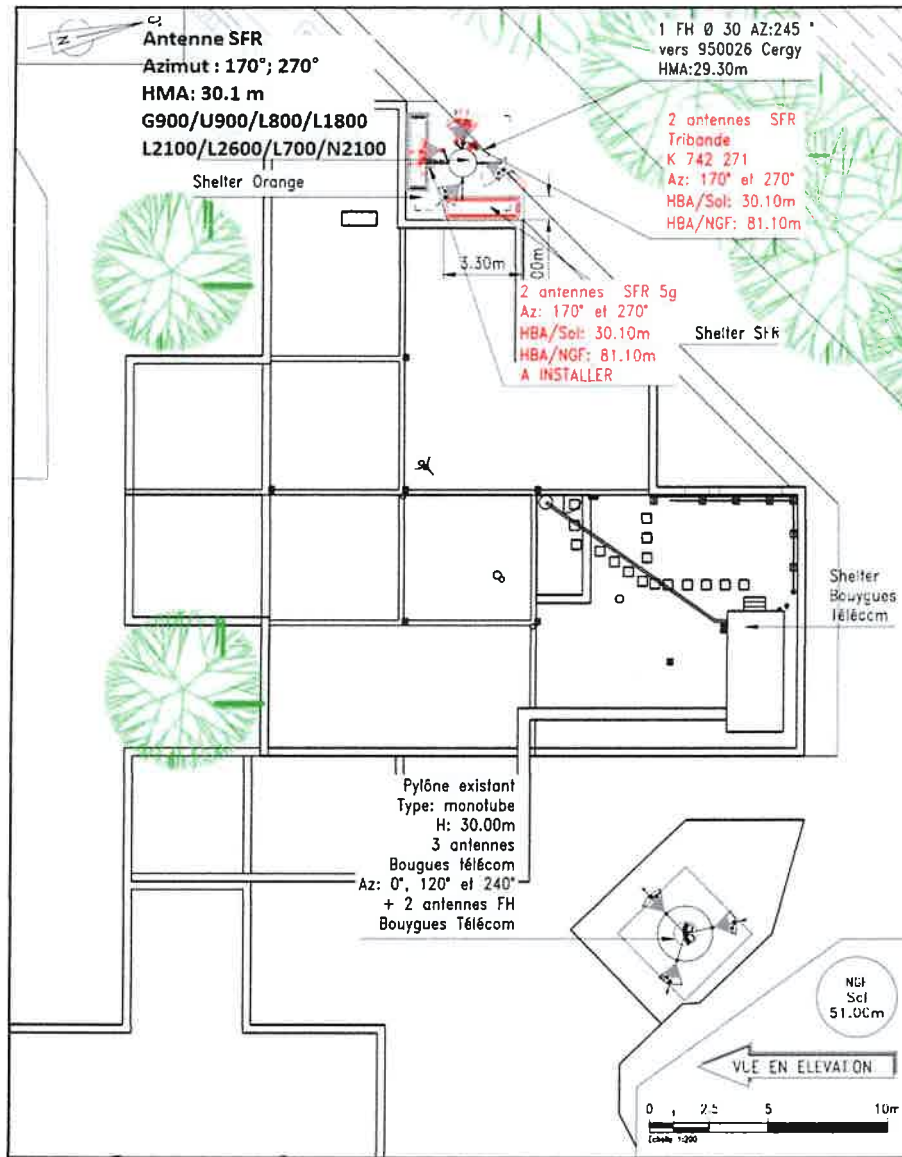 N
Antenne SFR
Azimut : 170°; 270°
HMA: 30.1 m
G900/U900/L800/L1800
L2100/L2600/L700/N2100
1 FH Ø 30 AZ:245 °
vers 950026 Cergy
HMA:29.30m
2 antennes SFR
Tribande
K 742 271
Az: 170° et 270°
HBA/Sol: 30.10m
HBA/NGF: 81.10m
Shelter Orange
3.30m
00m
2 antennes SFR 5g
Az: 170° et 270°
HBA/Sol: 30.10m
HBA/NGF: 81.10m
A INSTALLER
Shelter SFR
Shelter
Bouygues
Télécom
Pylône existant
Type: monotube
H: 30.00m
3 antennes
Bougues télécom
Az: 0°, 120° et 240°
+ 2 antennes FH
Bouygues Télécom
NGF
Sol
51.00m
VUE EN ELEVATION
0 1 2.5 5 10m
Echelle 1:200